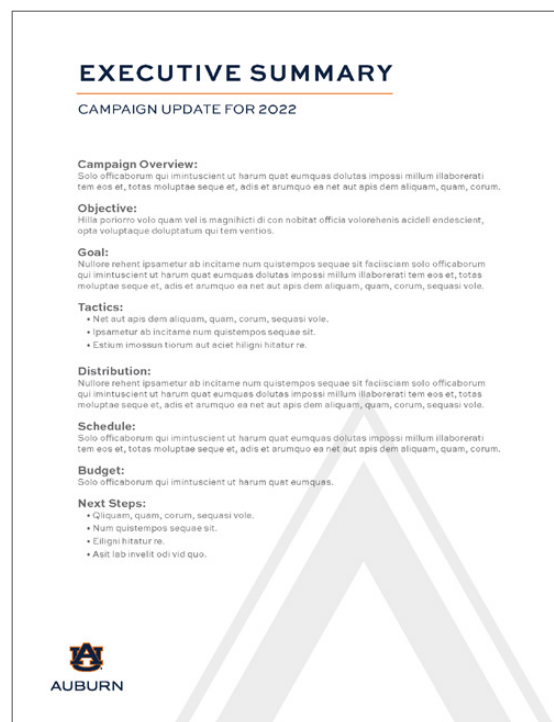 EXECUTIVE SUMMARY
CAMPAIGN UPDATE FOR 2022
Campaign Overview:
Solo officaborum qui imintuscient ut harum quat eumquas dolutas impossi millum illaborerati
tem eos et, totas moluptae seque et, adis et arumquo ea net aut apis dem aliquam, quam, corum.
Objective:
Hilla poriorro volo quam vel is magnihicti di con nobitat officia volorehenis acidell endescient,
opta voluptaque doluptatum qui tem ventios.
Goal:
Nullore rehent ipsametur ab incitame num quistempos sequae sit faciisciam solo officaborum
qui imintuscient ut harum quat eumquas dolutas impossi millum illaborerati tem eos et, totas
moluptae seque et, adis et arumquo ea net aut apis dem aliquam, quam, corum, sequasi vole.
Tactics:
• Net aut apis dem aliquam, quam, corum, sequasi vole.
• Ipsametur ab incitame num quistempos sequae sit.
• Estium imossun tiorum aut aciet hiligni hitatur re.
Distribution:
Nullore rehent ipsametur ab incitame num quistempos sequae sit faciisciam solo officaborum
qui imintuscient ut harum quat eumquas dolutas impossi millum illaborerati tem eos et, totas
moluptae seque et, adis et arumquo ea net aut apis dem aliquam, quam, corum, sequasi vole.
Schedule:
Solo officaborum qui imintuscient ut harum quat eumquas dolutas impossi millum illaborerati
tem eos et, totas moluptae seque et, adis et arumquo ea net aut apis dem aliquam, quam, corum.
Budget:
Solo officaborum qui imintuscient ut harum quat eumquas.
Next Steps:
• Qliquam, quam, corum, sequasi vole.
• Num quistempos sequae sit.
• Eiligni hitatur re.
• Asit lab invelit odi vid quo.
AU
AUBURN